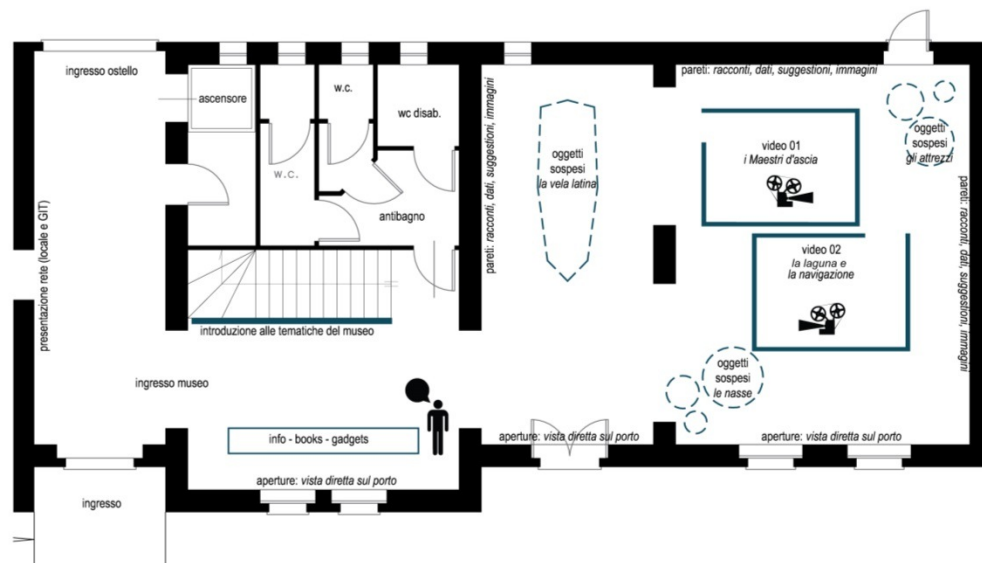 ingresso ostello
ascensore
w.c.
w.c.
wc disab.
antibagno
presentazione rete (locale e GIT)
introduzione alle tematiche del museo
ingresso museo
info - books - gadgets
aperture: vista diretta sul porto
ingresso
pareti: racconti, dati, suggestioni, immagini
oggetti
sospesi
la vela latina
aperture: vista diretta sul porto
pareti: racconti, dati, suggestioni, immagini
video 01
i Maestri d'ascia
oggetti
sospesi
gli attrezzi
video 02
la laguna e
la navigazione
pareti: racconti, dati, suggestioni, immagini
oggetti
sospesi
le nasse
aperture: vista diretta sul porto